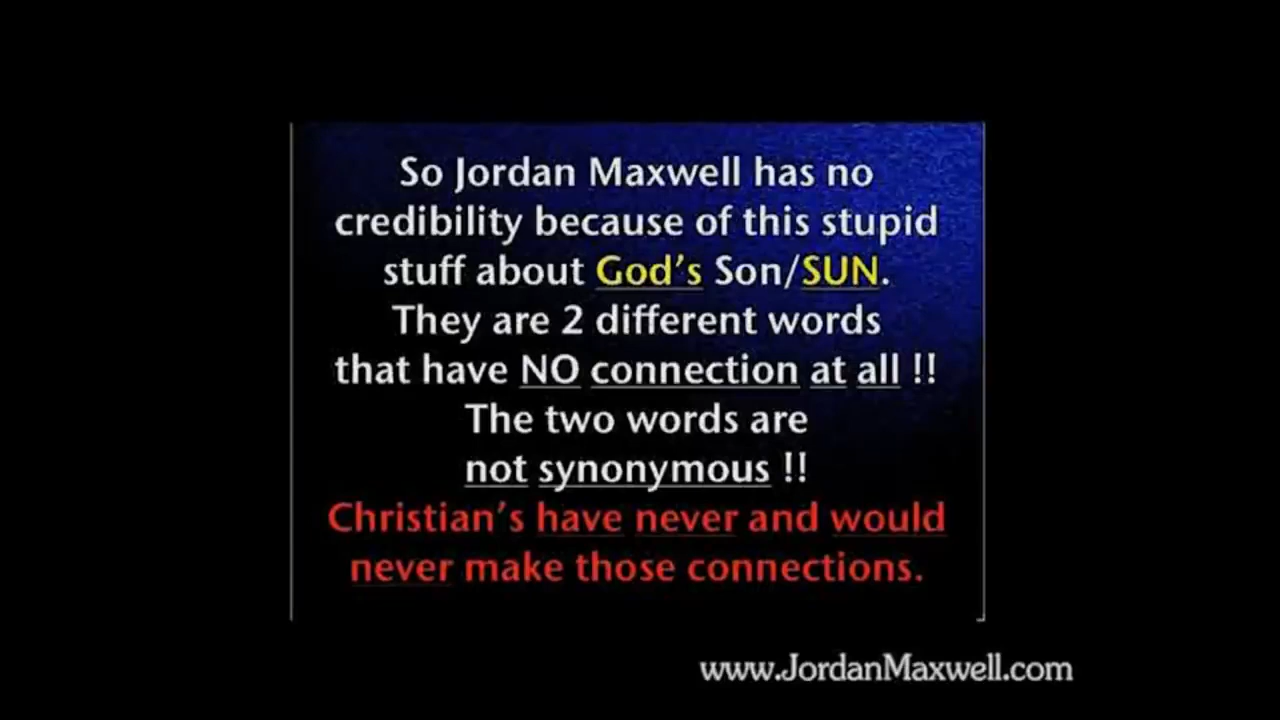 So Jordan Maxwell has no
credibility because of this stupid
stuff about God's Son/SUN.
They are 2 different words
that have NO connection at all !!
The two words are
not synonymous !!
Christian's have never and would
never make those connections.
www.JordanMaxwell.com